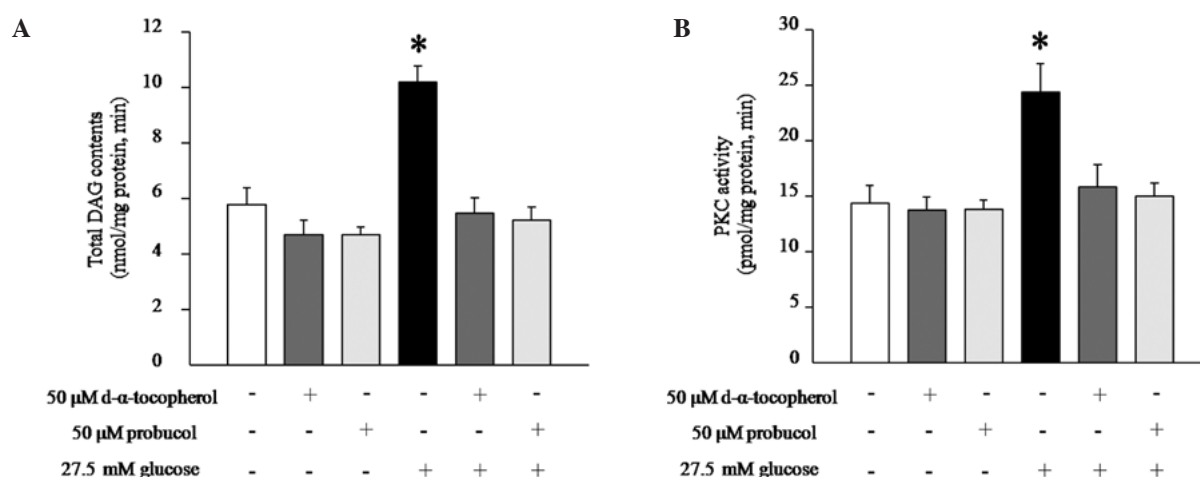 A
Total DAG contents
(nmol/mg protein, min)
12
10
8
6
4
2
0
*
50 μM d-α-tocopherol - + - - + -
50 μM probucol - - + - - +
27.5 mM glucose - - - + + +
B
PKC activity
(pmol/mg protein, min)
30
25
20
15
10
5
0
*
50 μM d-α-tocopherol - + - - + -
50 μM probucol - - + - - +
27.5 mM glucose - - - + + +